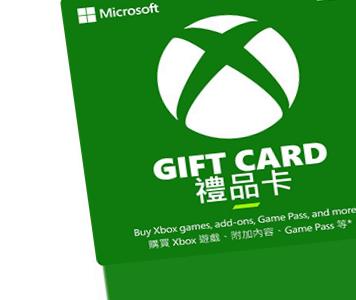 Microsoft
GIFT CARD
禮品卡
Buy Xbox games, add-ons, Game Pass, and more
購買 Xbox 遊戲、附加內容、Game Pass 等*